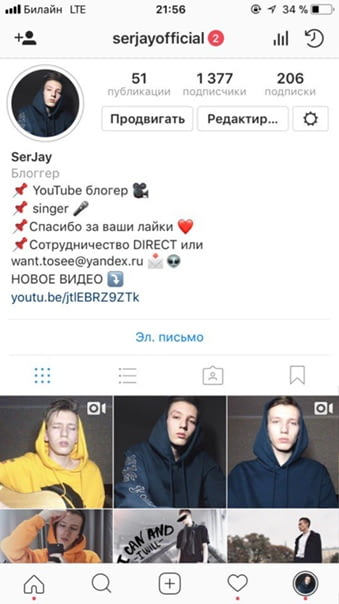 Билайн LTE 21:56 34 %
serjayofficial 2
51 1 377 206
публикации подписчики подписки
Продвигать Редактир...
SerJay
Блоггер
📌 YouTube блогер 🎥
📌 singer 🎤
📌Спасибо за ваши лайки ❤️
📌Сотрудничество DIRECT или
want.tosee@yandex.ru 📩 👽
НОВОЕ ВИДЕО ⤵️
youtu.be/jtlEBRZ9ZTk
Эл. письмо
I CAN AND
-I WILL-